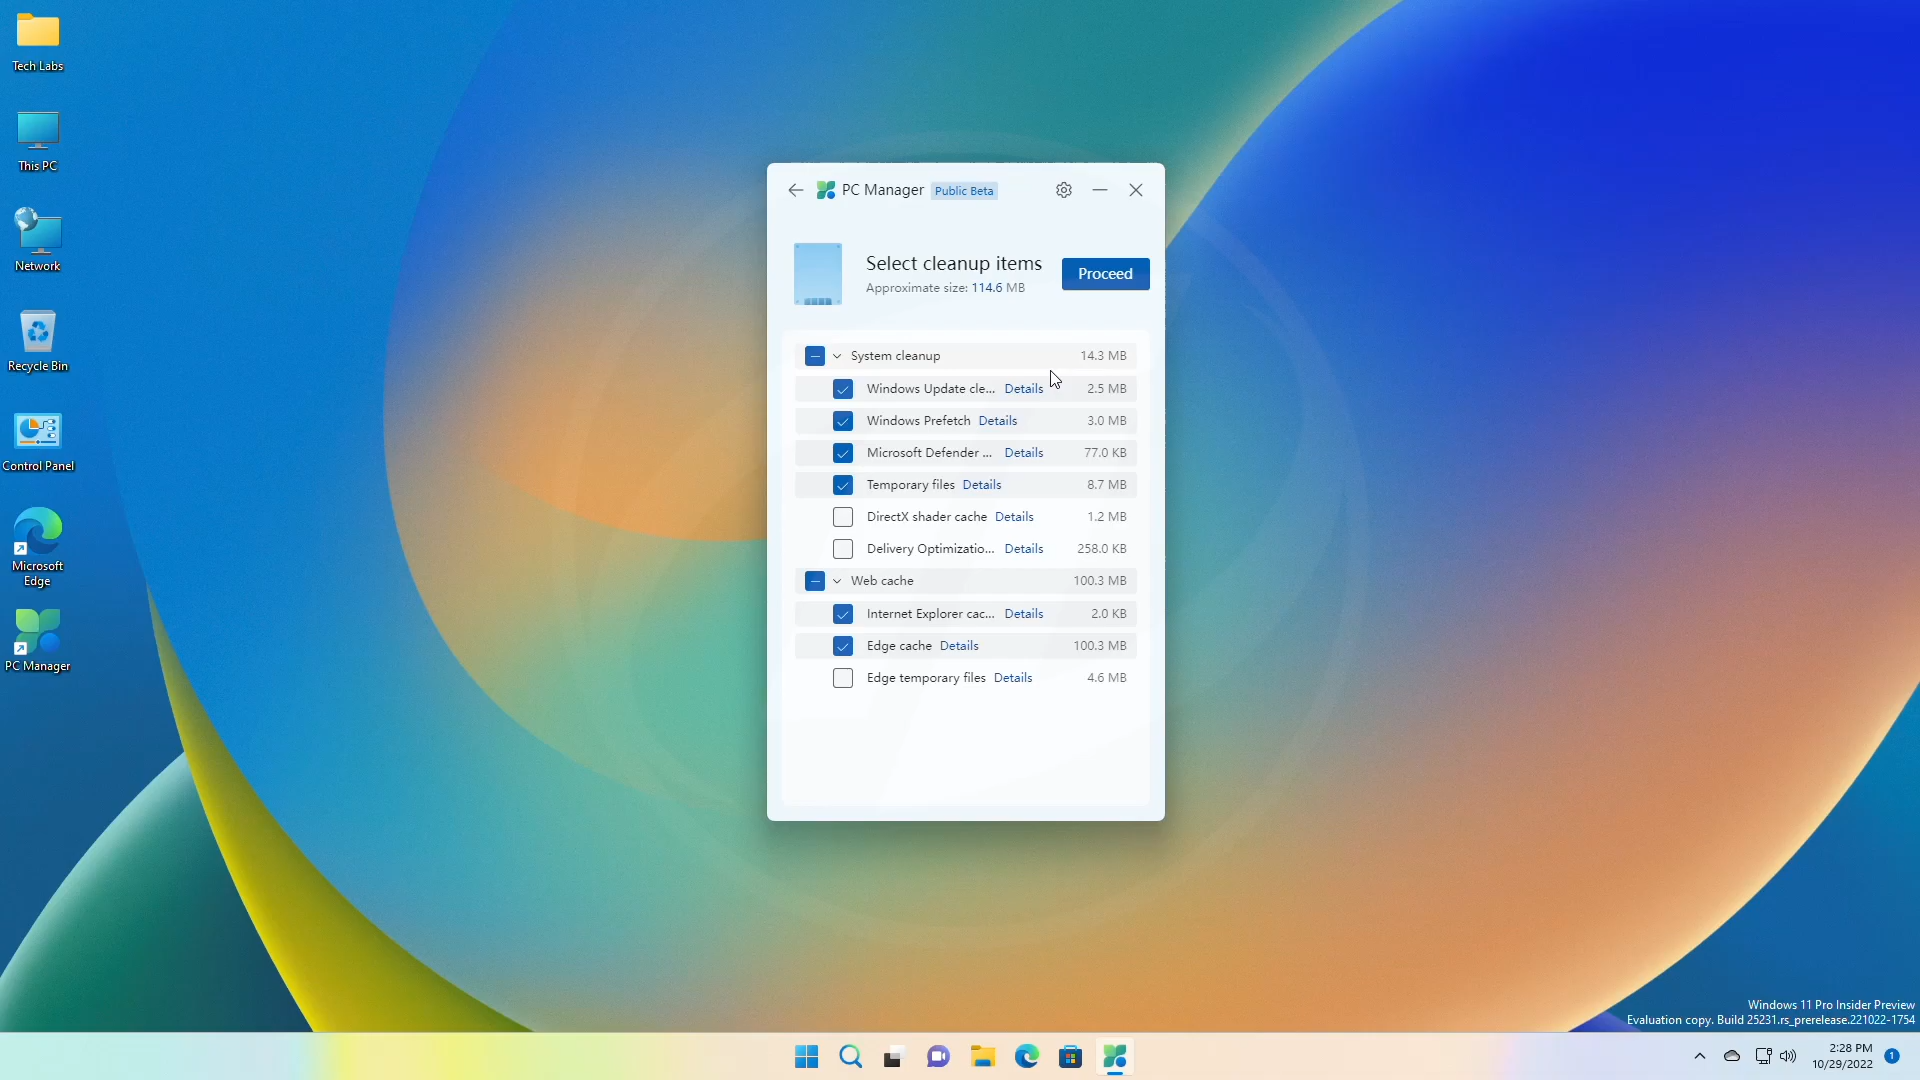 Tech Labs
This PC
Network
Recycle Bin
Control Panel
Microsoft
Edge
PC Manager
PC Manager Public Beta
Select cleanup items
Approximate size: 114.6 MB
Proceed
System cleanup 14.3 MB
Windows Update cle... Details 2.5 MB
Windows Prefetch Details 3.0 MB
Microsoft Defender ... Details 77.0 KB
Temporary files Details 8.7 MB
DirectX shader cache Details 1.2 MB
Delivery Optimizatio... Details 258.0 KB
Web cache 100.3 MB
Internet Explorer cac... Details 2.0 KB
Edge cache Details 100.3 MB
Edge temporary files Details 4.6 MB
Windows 11 Pro Insider Preview
Evaluation copy. Build 25231.rs_prerelease.221022-1754
2:28 PM
10/29/2022
1